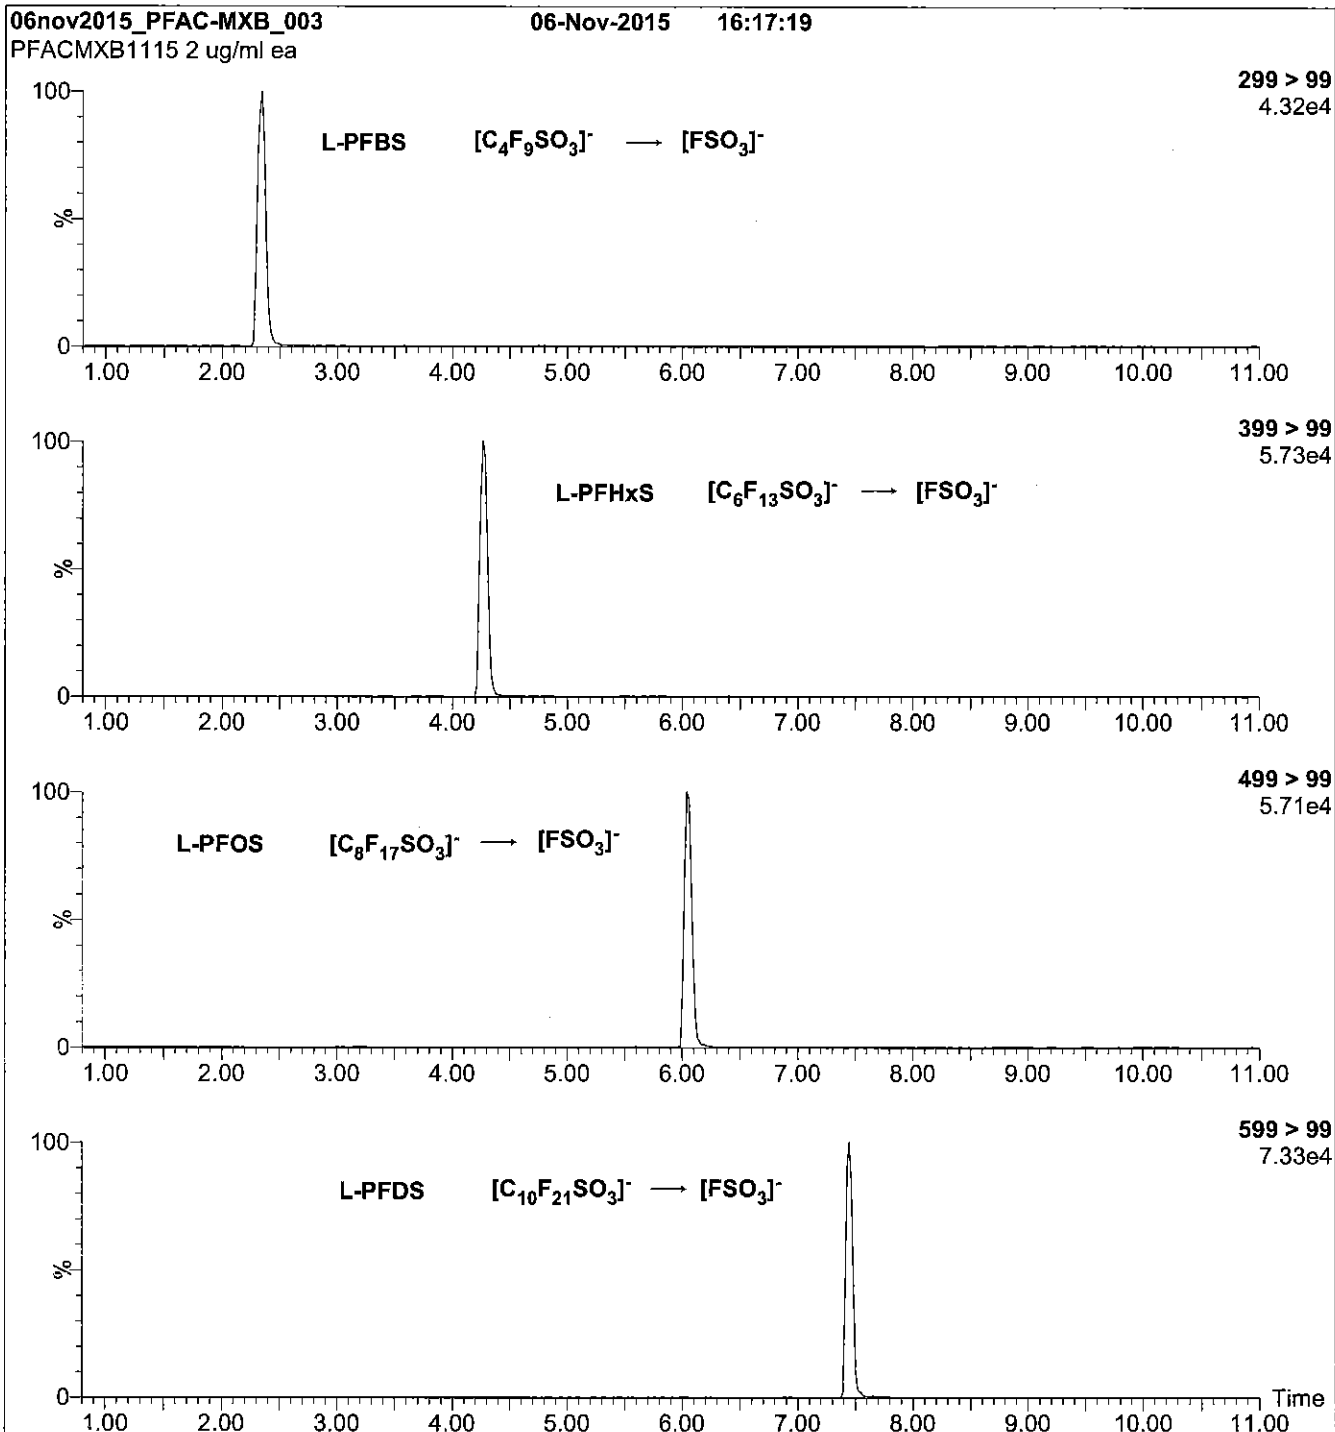 06nov2015_PFAC-MXB_003 06-Nov-2015 16:17:19
PFACMXB1115 2 ug/ml ea
299 > 99
4.32e4
100
L-PFBS [C₄F₉SO₃]⁻ → [FSO₃]⁻
%
0
1.00 2.00 3.00 4.00 5.00 6.00 7.00 8.00 9.00 10.00 11.00
399 > 99
5.73e4
100
L-PFHxS [C₆F₁₃SO₃]⁻ → [FSO₃]⁻
%
0
1.00 2.00 3.00 4.00 5.00 6.00 7.00 8.00 9.00 10.00 11.00
499 > 99
5.71e4
100
L-PFOS [C₈F₁₇SO₃]⁻ → [FSO₃]⁻
%
0
1.00 2.00 3.00 4.00 5.00 6.00 7.00 8.00 9.00 10.00 11.00
599 > 99
7.33e4
100
L-PFDS [C₁₀F₂₁SO₃]⁻ → [FSO₃]⁻
%
0
Time
1.00 2.00 3.00 4.00 5.00 6.00 7.00 8.00 9.00 10.00 11.00